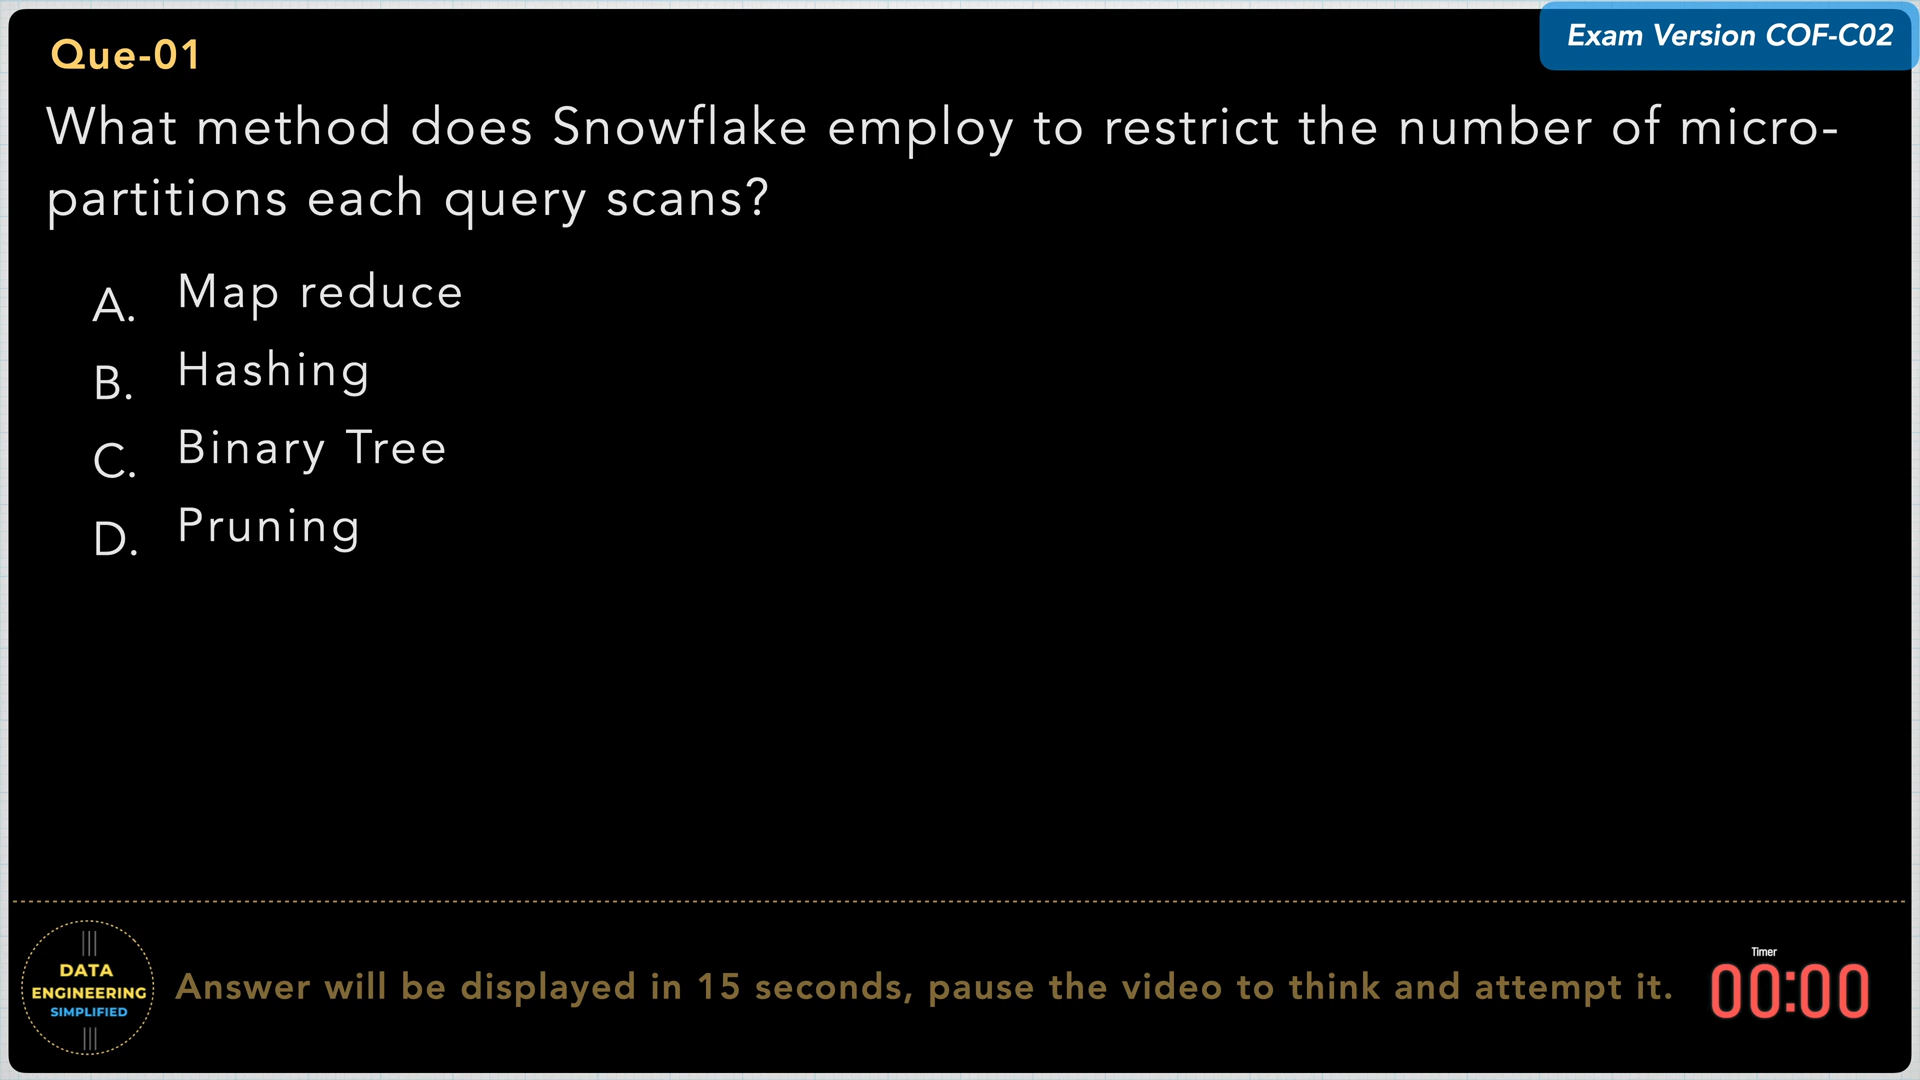 Exam Version COF-C02
Que-01
What method does Snowflake employ to restrict the number of micro-
partitions each query scans?
A. Map reduce
B. Hashing
C. Binary Tree
D. Pruning
DATA
ENGINEERING
SIMPLIFIED
Answer will be displayed in 15 seconds, pause the video to think and attempt it.
Timer
00:00